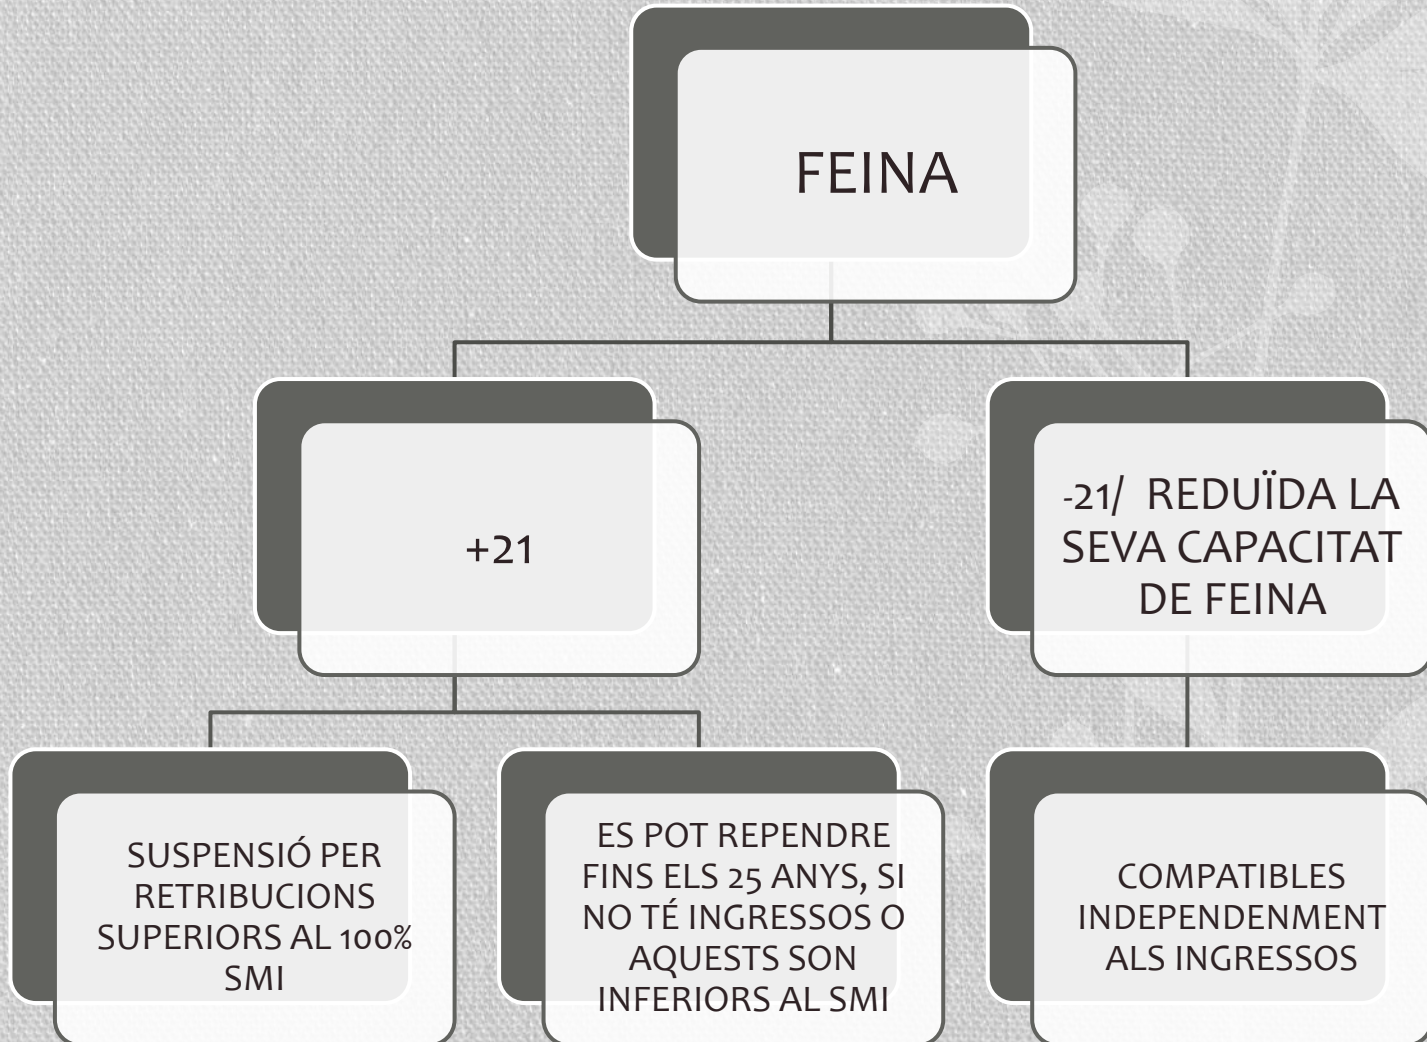 FEINA
+21
-21/ REDUÏDA LA
SEVA CAPACITAT
DE FEINA
SUSPENSIÓ PER
RETRIBUCIONS
SUPERIORS AL 100%
SMI
ES POT REPENDRE
FINS ELS 25 ANYS, SI
NO TÉ INGRESSOS O
AQUESTS SON
INFERIORS AL SMI
COMPATIBLES
INDEPENDENMENT
ALS INGRESSOS